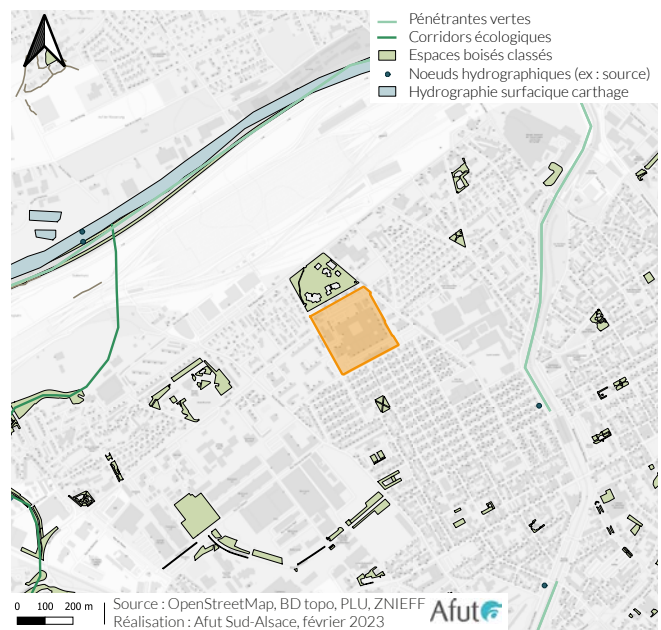 Pénétrantes vertes
Corridors écologiques
Espaces boisés classés
Noeuds hydrographiques (ex : source)
Hydrographie surfacique carthage
0 100 200 m
Source : OpenStreetMap, BD topo, PLU, ZNIEFF
Réalisation : Afut Sud-Alsace, février 2023
Afut